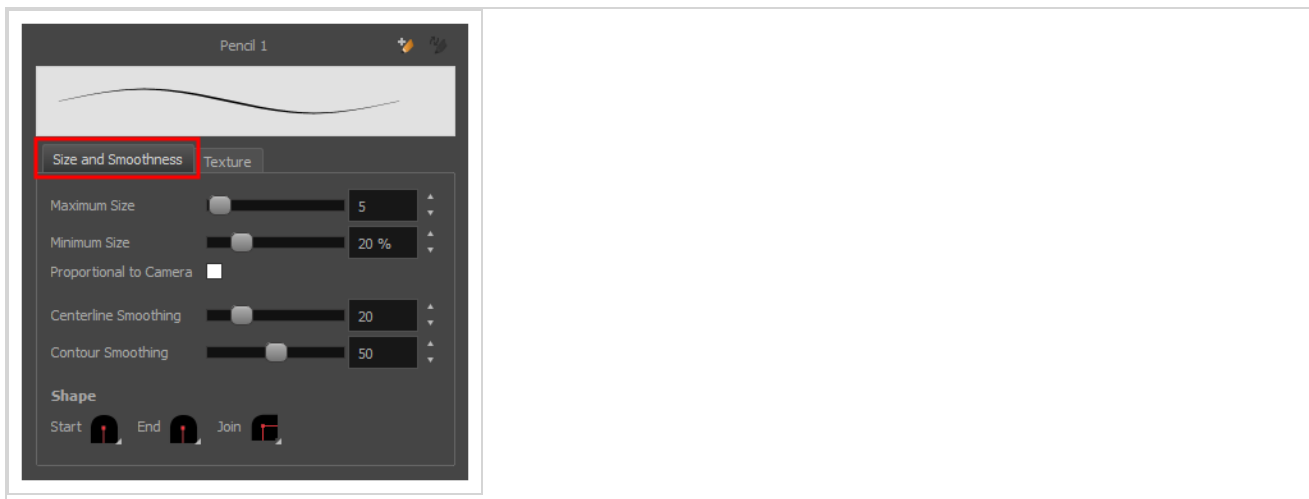 Pencil 1
Size and Smoothness Texture
Maximum Size 5
Minimum Size 20 %
Proportional to Camera
Centerline Smoothing 20
Contour Smoothing 50
Shape
Start End Join